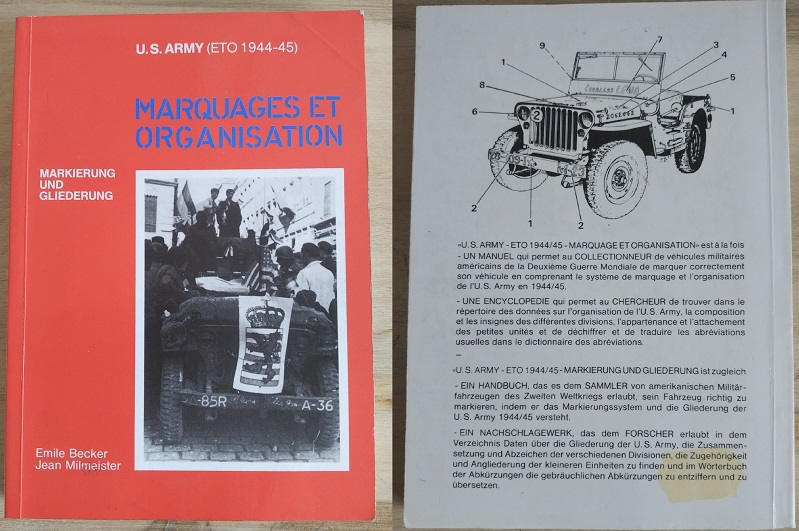 U.S. ARMY (ETO 1944-45)
MARQUAGES ET
ORGANISATION
MARKIERUNG
UND
GLIEDERUNG
85R
A-36
Emile Becker
Jean Milmeister
9
7
3
1
4
8
5
6
1
2
2
1
2
«U.S. ARMY - ETO 1944/45 - MARQUAGE ET ORGANISATION» est à la fois
- UN MANUEL qui permet au COLLECTIONEUR de véhicules militaires
américains de la Deuxième Guerre Mondiale de marquer correctement
son véhicule en comprenant le système de marquage et l'organisation
de l'U.S. Army en 1944/45.
- UNE ENCYCLOPEDIE qui permet au CHERCHEUR de trouver dans le
répertoire des données sur l'organisation de l'U.S. Army, la composition
et les insignes des différentes divisions, l'appartenance et l'attachement
des petites unités et de déchiffrer et de traduire les abréviations
usuelles dans le dictionnaire des abréviations.
–
«U.S. ARMY - ETO 1944/45 - MARKIERUNG UND GLIEDERUNG ist zugleich
- EIN HANDBUCH, das es dem SAMMLER von amerikanischen Militär-
fahrzeugen des Zweiten Weltkriegs erlaubt, sein Fahrzeug richtig zu
markieren, indem er das Markierungssystem und die Gliederung der
U.S. Army 1944/45 versteht.
- EIN NACHSCHLAGEWERK, das dem FORSCHER erlaubt in dem
Verzeichnis Daten über die Gliederung der U.S. Army, die Zusammen-
setzung und Abzeichen der verschiedenen Divisionen, die Zugehörigkeit
und Angliederung der kleineren Einheiten zu finden und im Wörterbuch
der Abkürzungen die gebräuchlichen Abkürzungen zu entziffern und zu
übersetzen.